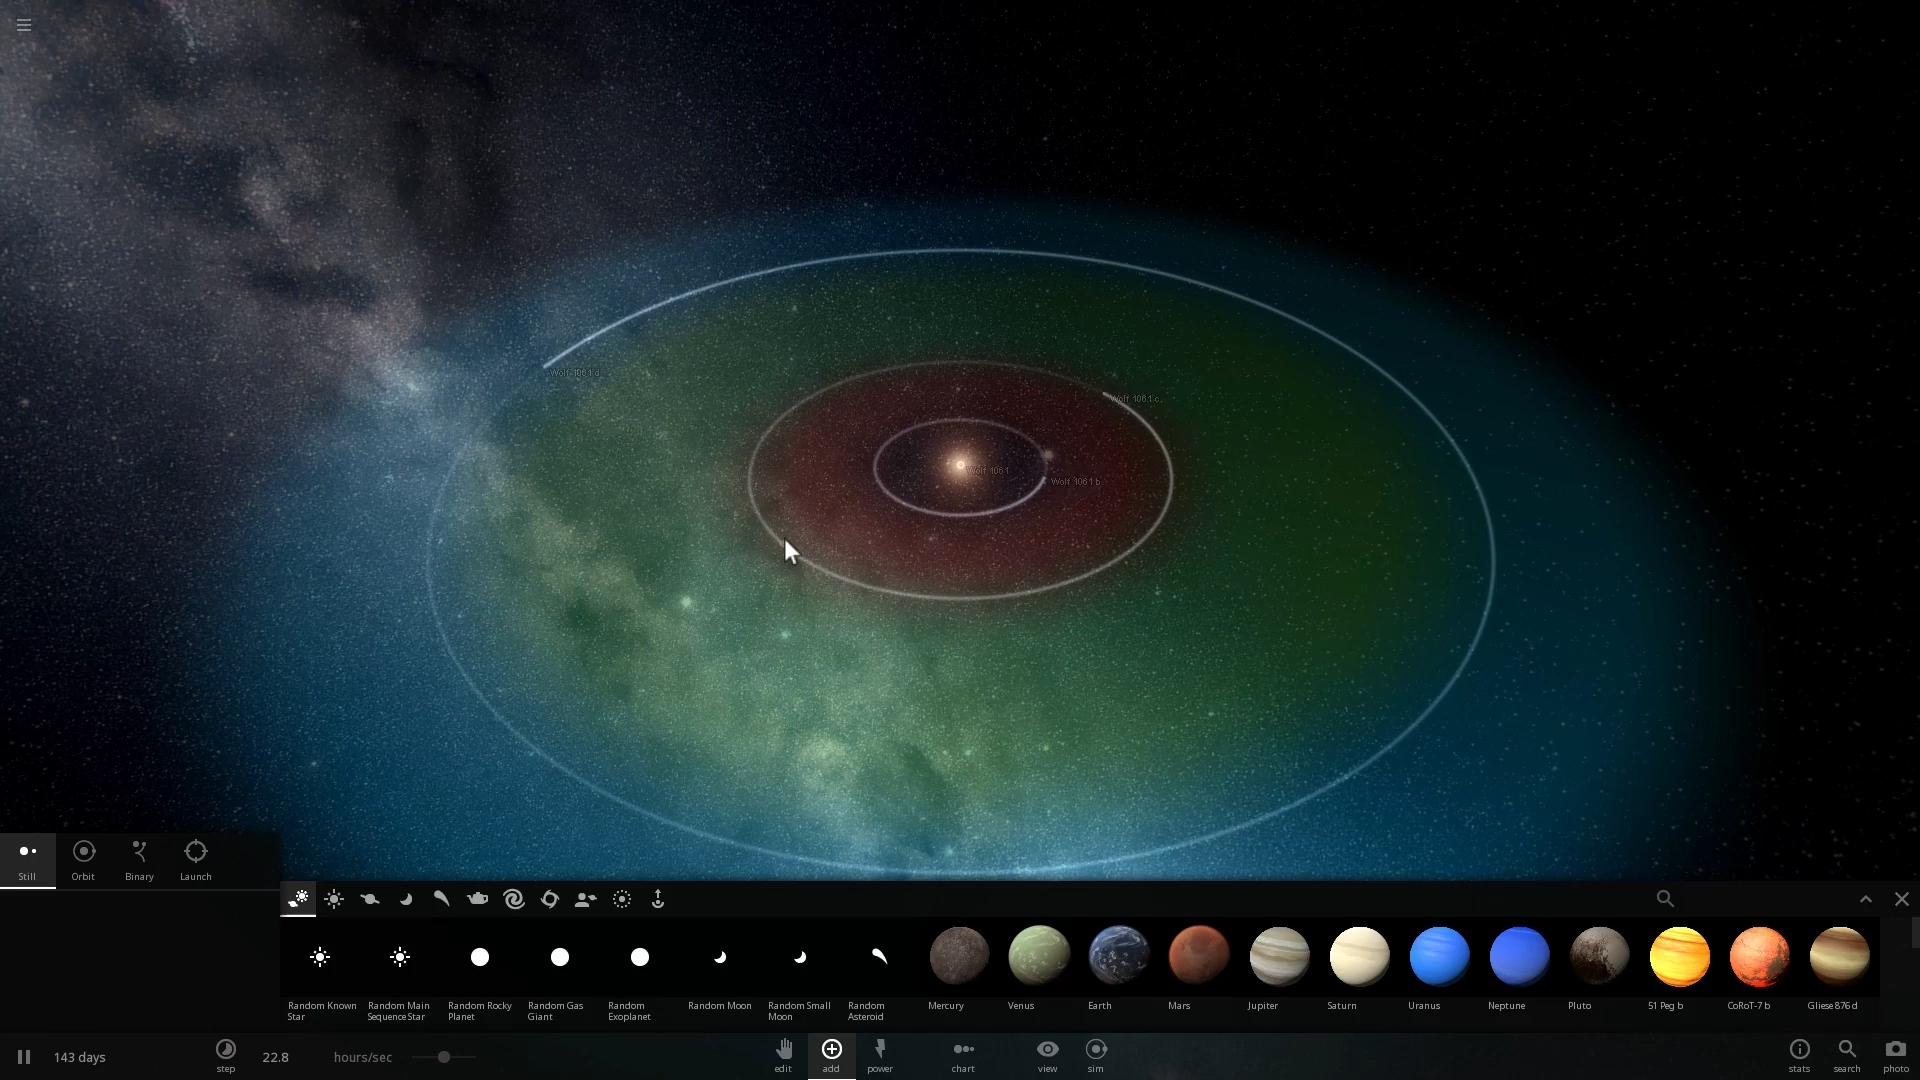 Wolf 1061 d
Wolf 1061 c
Wolf 1061
Wolf 1061 b
Still
Orbit
Binary
Launch
Random Known
Star
Random Main
Sequence Star
Random Rocky
Planet
Random Gas
Giant
Random
Exoplanet
Random Moon
Random Small
Moon
Random
Asteroid
Mercury
Venus
Earth
Mars
Jupiter
Saturn
Uranus
Neptune
Pluto
51 Peg b
CoRoT-7 b
Gliese 876 d
143 days
step
22.8
hours/sec
edit
add
power
chart
view
sim
stats
search
photo